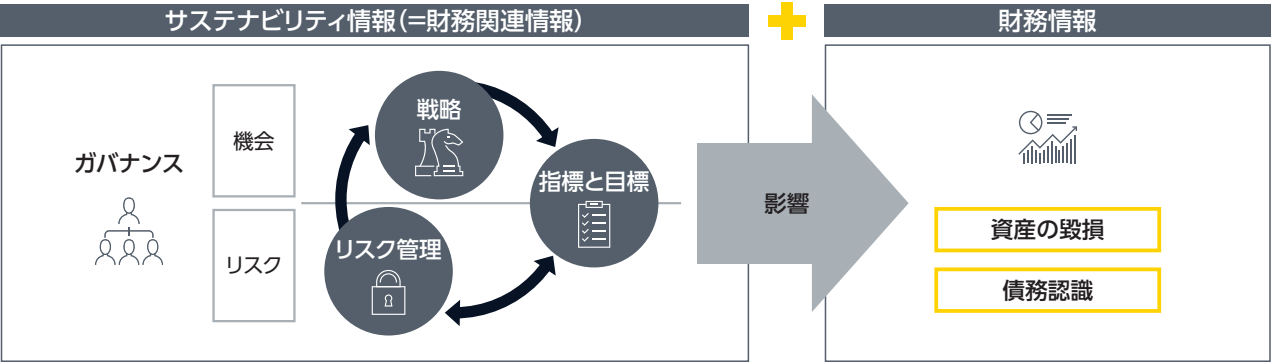 サステナビリティ情報(=財務関連情報)
財務情報
ガバナンス
機会
リスク
戦略
指標と目標
リスク管理
影響
資産の毀損
債務認識